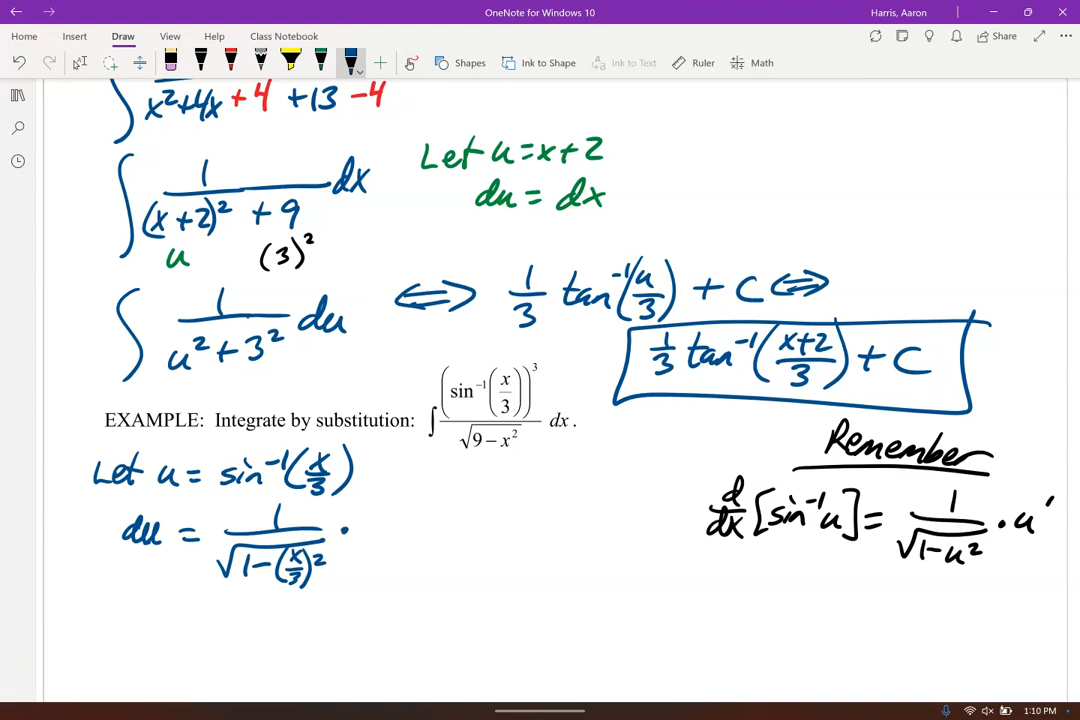 OneNote for Windows 10
Harris, Aaron
Home Insert Draw View Help Class Notebook
Share
Shapes Ink to Shape Ink to Text Ruler Math
x²+4x +4 +13 -4
∫ 1/((x+2)² + 9) dx
u (3)²
Let u = x+2
du = dx
∫ 1/(u² + 3²) du ⇔ 1/3 tan⁻¹(u/3) + C ⇔
1/3 tan⁻¹((x+2)/3) + C
EXAMPLE: Integrate by substitution: ∫ (sin⁻¹(x/3))³/√(9 − x²) dx.
Let u = sin⁻¹(x/3)
du = 1/√(1-(x/3)²) ·
Remember
d/dx [sin⁻¹u] = 1/√(1-u²) · u'
1:10 PM